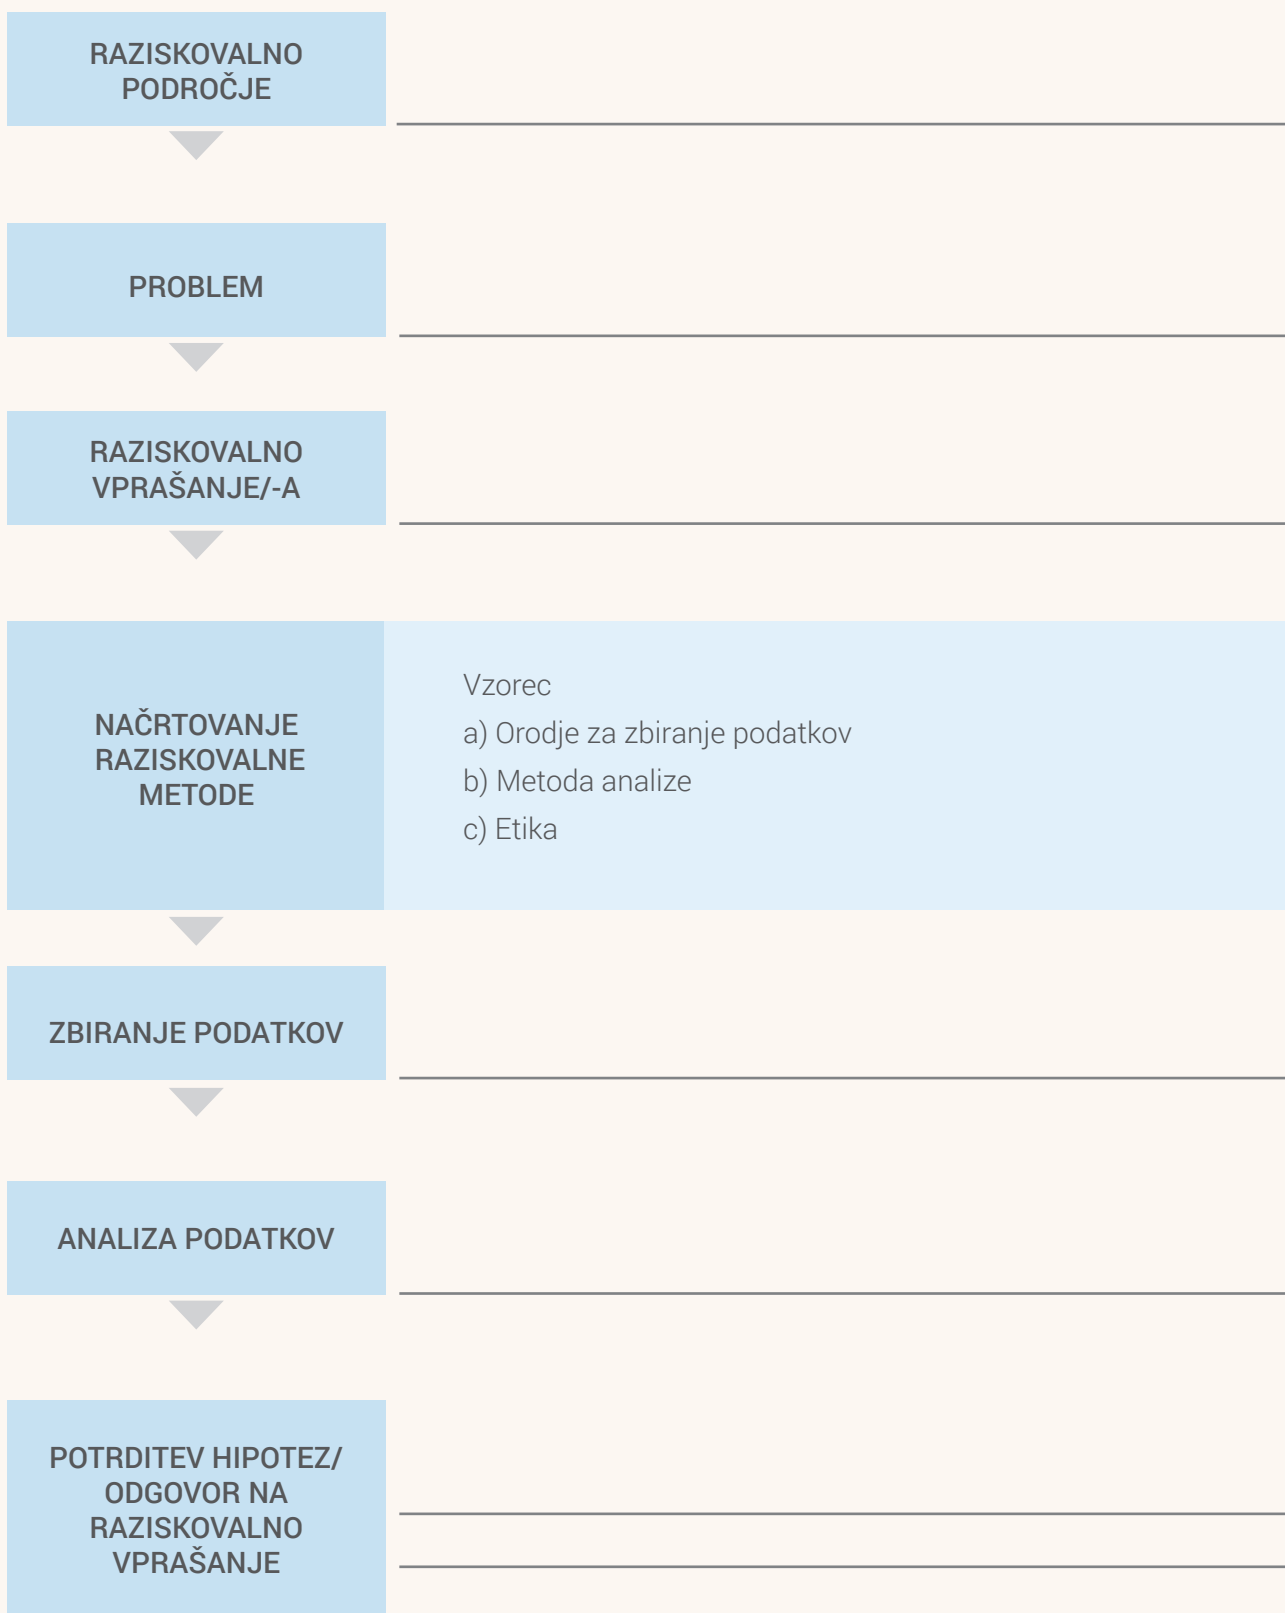 RAZISKOVALNO
PODROČJE
PROBLEM
RAZISKOVALNO
VPRAŠANJE/-A
NAČRTOVANJE
RAZISKOVALNE
METODE
Vzorec
a) Orodje za zbiranje podatkov
b) Metoda analize
c) Etika
ZBIRANJE PODATKOV
ANALIZA PODATKOV
POTRDITEV HIPOTEZ/
ODGOVOR NA
RAZISKOVALNO
VPRAŠANJE